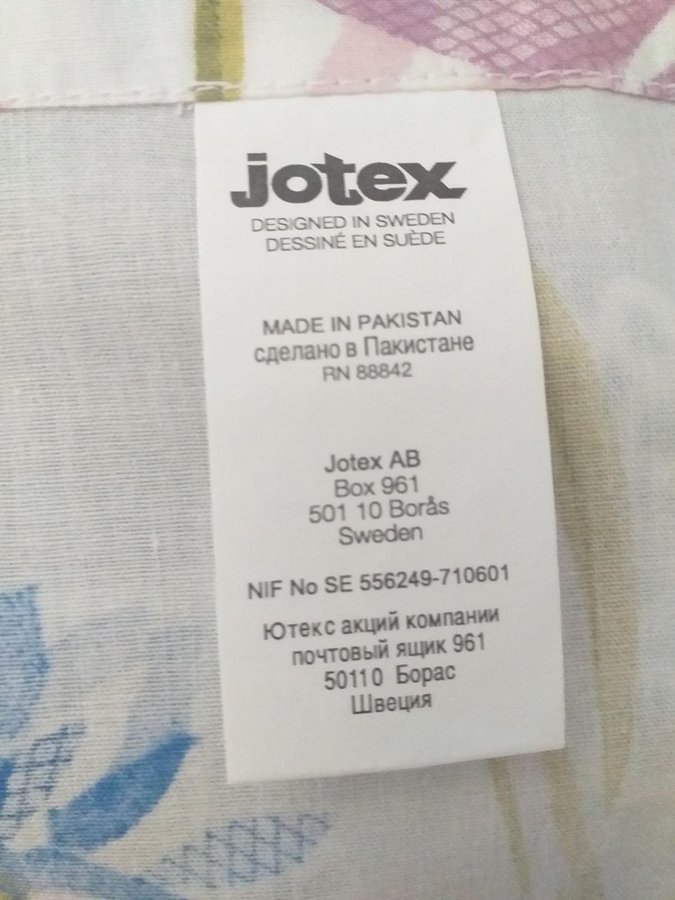 jotex
DESIGNED IN SWEDEN
DESSINÉ EN SUÈDE
MADE IN PAKISTAN
сделано в Пакистане
RN 88842
Jotex AB
Box 961
501 10 Borås
Sweden
NIF No SE 556249-710601
Ютекс акций компании
почтовый ящик 961
50110 Борас
Швеция